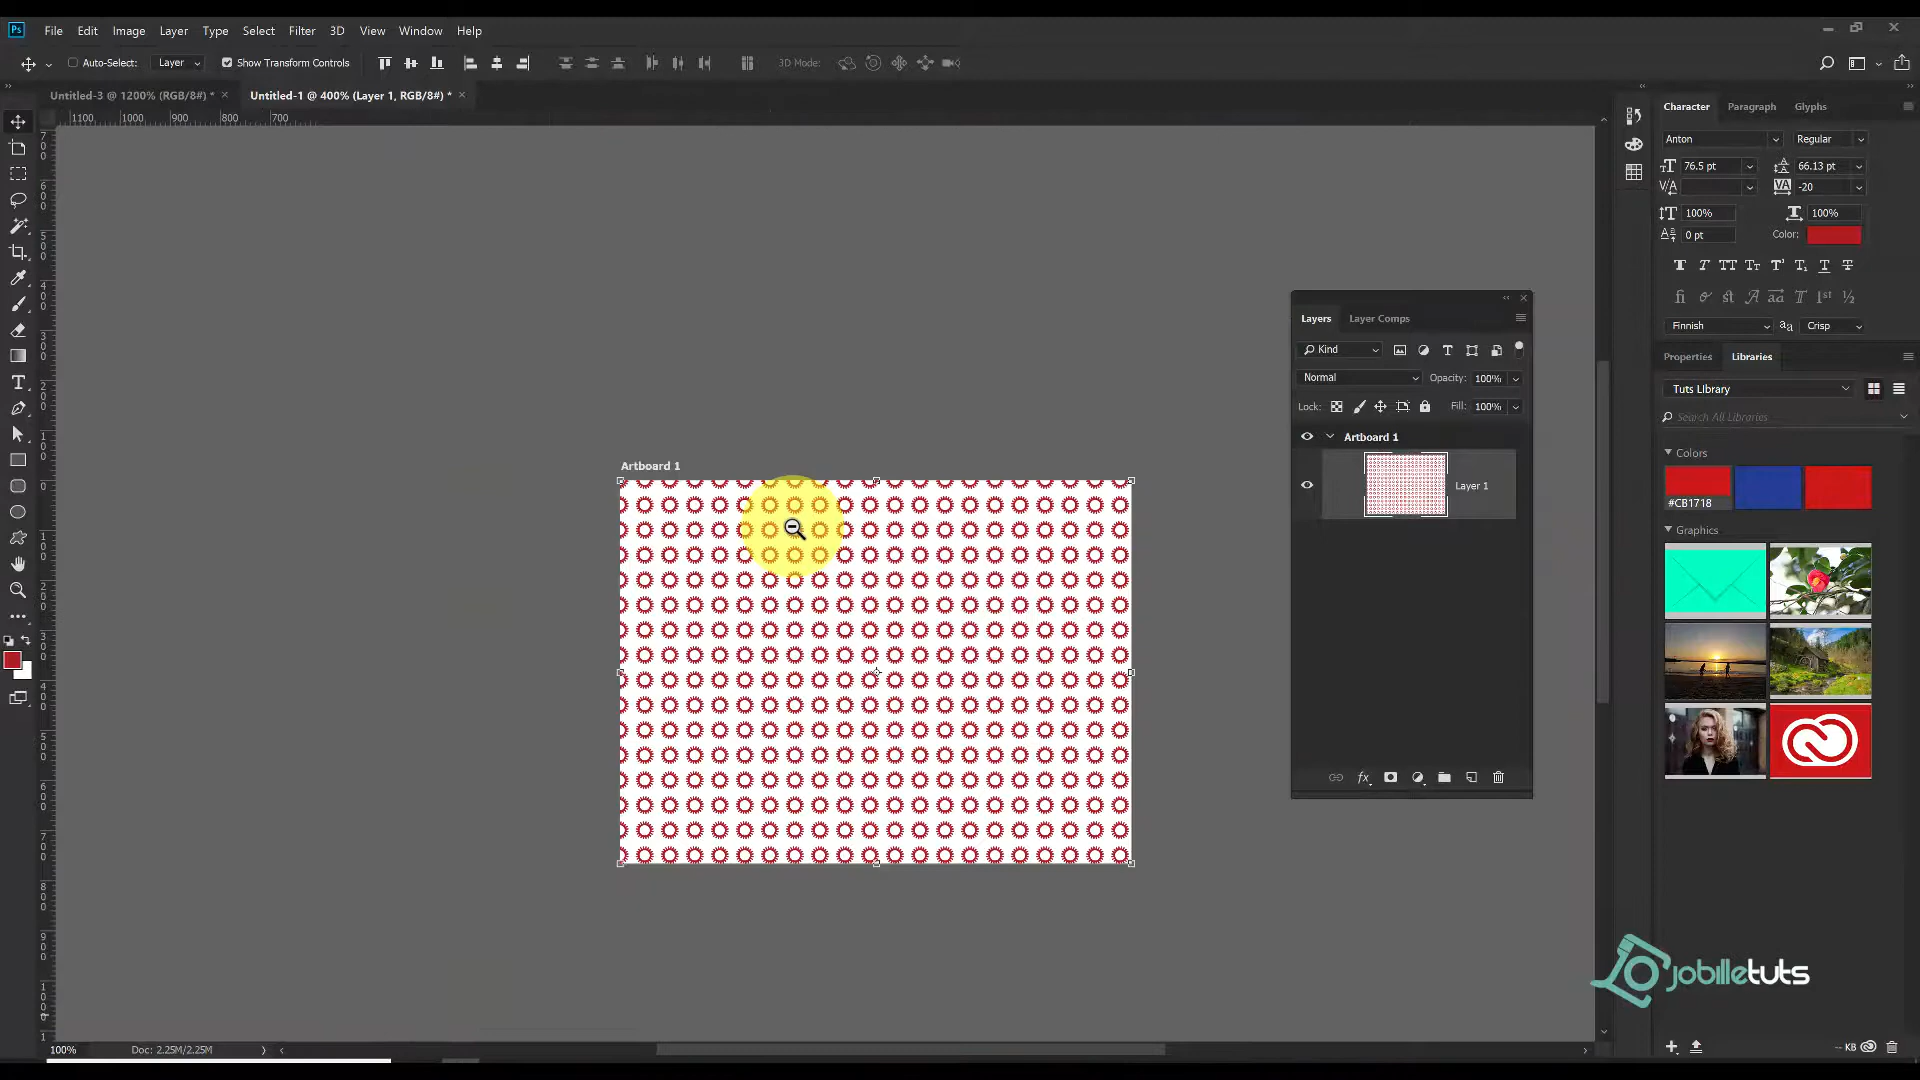 Ps File Edit Image Layer Type Select Filter 3D View Window Help
Auto-Select: Layer Show Transform Controls 3D Mode:
Untitled-3 @ 1200% (RGB/8#) * × Untitled-1 @ 400% (Layer 1, RGB/8#) * ×
1100 1000 900 800 700
Character Paragraph Glyphs
Anton Regular
76.5 pt 66.13 pt
-20
100% 100%
0 pt Color:
Finnish aa Crisp
Properties Libraries
Tuts LIbrary
Search All Libraries
Colors
#CB1718
Graphics
Layers Layer Comps
Kind
Normal Opacity: 100%
Lock: Fill: 100%
Artboard 1
Layer 1
Artboard 1
jobilletuts
100% Doc: 2.25M/2.25M
-- KB